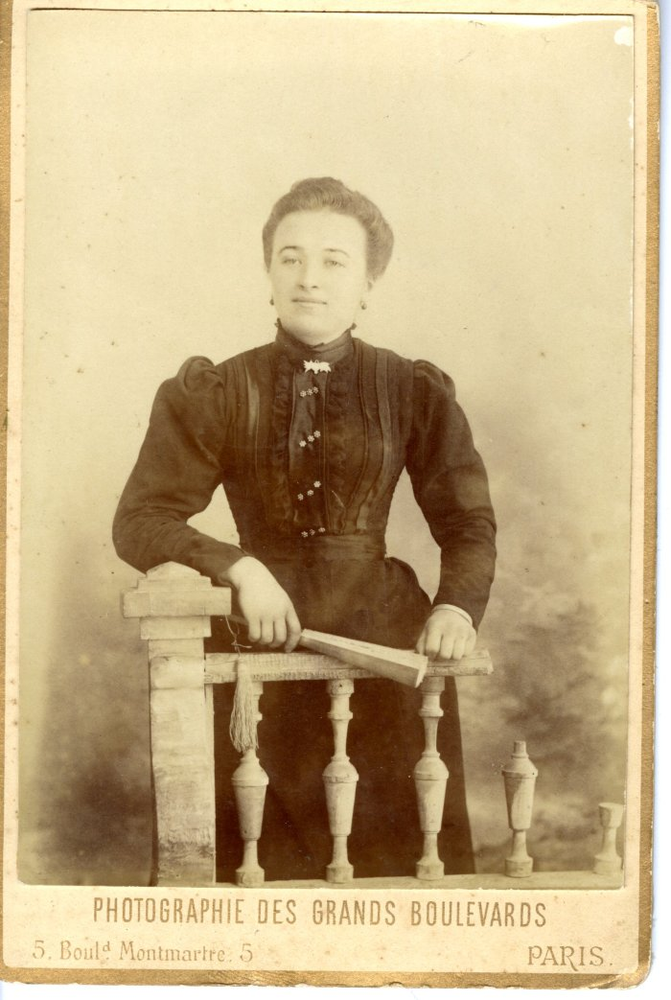 PHOTOGRAPHIE DES GRANDS BOULEVARDS
5. Boulᵈ Montmartre. 5 PARIS.